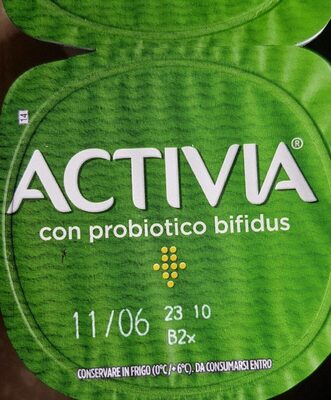 14
ACTIVIA®
con probiotico bifidus
11/06 23 10
B2x
CONSERVARE IN FRIGO (0°C/+6°C). DA CONSUMARSI ENTRO